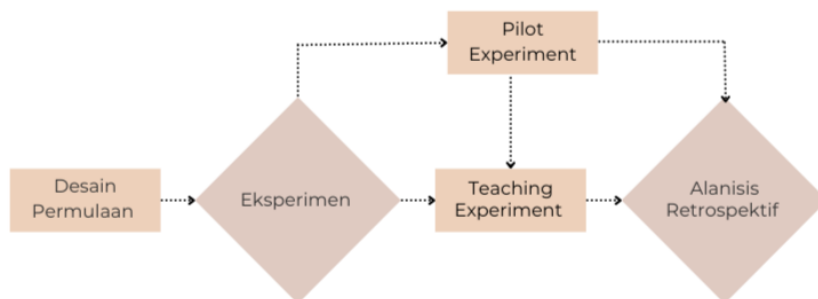 Pilot
Experiment
Desain
Permulaan
Eksperimen
Teaching
Experiment
Alanisis
Retrospektif